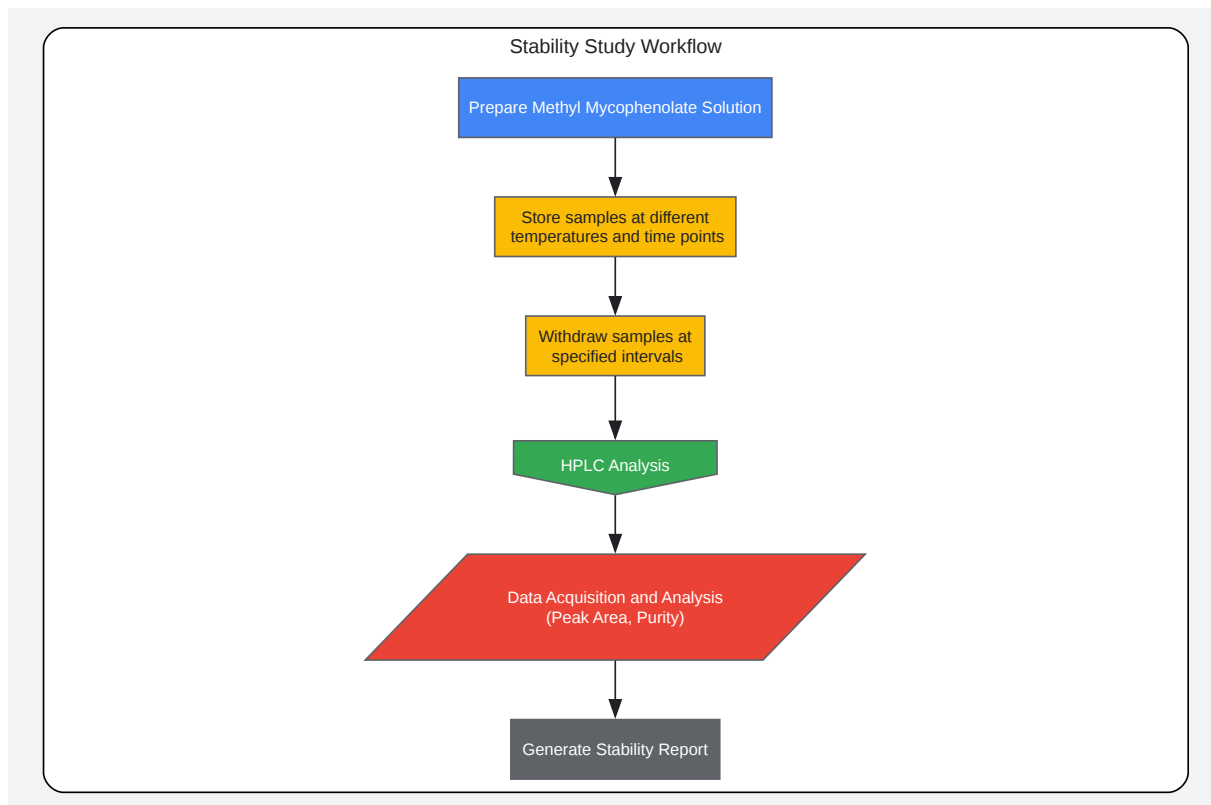 Stability Study Workflow
Prepare Methyl Mycophenolate Solution
Store samples at different
temperatures and time points
Withdraw samples at
specified intervals
HPLC Analysis
Data Acquisition and Analysis
(Peak Area, Purity)
Generate Stability Report